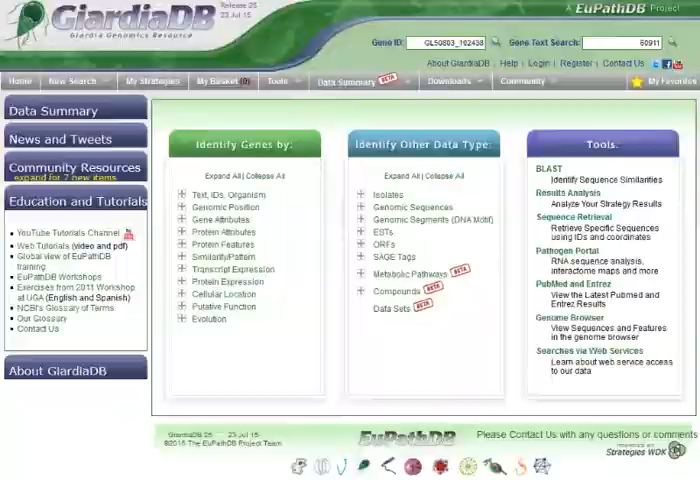 GiardiaDB
Giardia Genomics Resource
Release 25
23 Jul 15
A EuPathDB Project
Gene ID:
GL50803_102438
Gene Text Search:
60911
About GiardiaDB | Help | Login | Register | Contact Us
Home
New Search
My Strategies
My Basket (0)
Tools
Data Summary BETA
Downloads
Community
My Favorites
Data Summary
News and Tweets
Community Resources
expand for 7 new items
Education and Tutorials
YouTube Tutorials Channel
Web Tutorials (video and pdf)
Global view of EuPathDB
training
EuPathDB Workshops
Exercises from 2011 Workshop
at UGA (English and Spanish)
NCBI's Glossary of Terms
Our Glossary
Contact Us
About GiardiaDB
Identify Genes by:
Expand All | Collapse All
Text, IDs, Organism
Genomic Position
Gene Attributes
Protein Attributes
Protein Features
Similarity/Pattern
Transcript Expression
Protein Expression
Cellular Location
Putative Function
Evolution
Identify Other Data Type:
Expand All | Collapse All
Isolates
Genomic Sequences
Genomic Segments (DNA Motif)
ESTs
ORFs
SAGE Tags
Metabolic Pathways BETA
Compounds BETA
Data Sets BETA
Tools:
BLAST
Identify Sequence Similarities
Results Analysis
Analyze Your Strategy Results
Sequence Retrieval
Retrieve Specific Sequences
using IDs and coordinates
Pathogen Portal
RNA sequence analysis,
interactome maps and more
PubMed and Entrez
View the Latest Pubmed and
Entrez Results
Genome Browser
View Sequences and Features
in the genome browser
Searches via Web Services
Learn about web service access
to our data
GiardiaDB 25 23 Jul 15
©2015 The EuPathDB Project Team
EuPathDB
Please Contact Us with any questions or comments
Strategies WDK